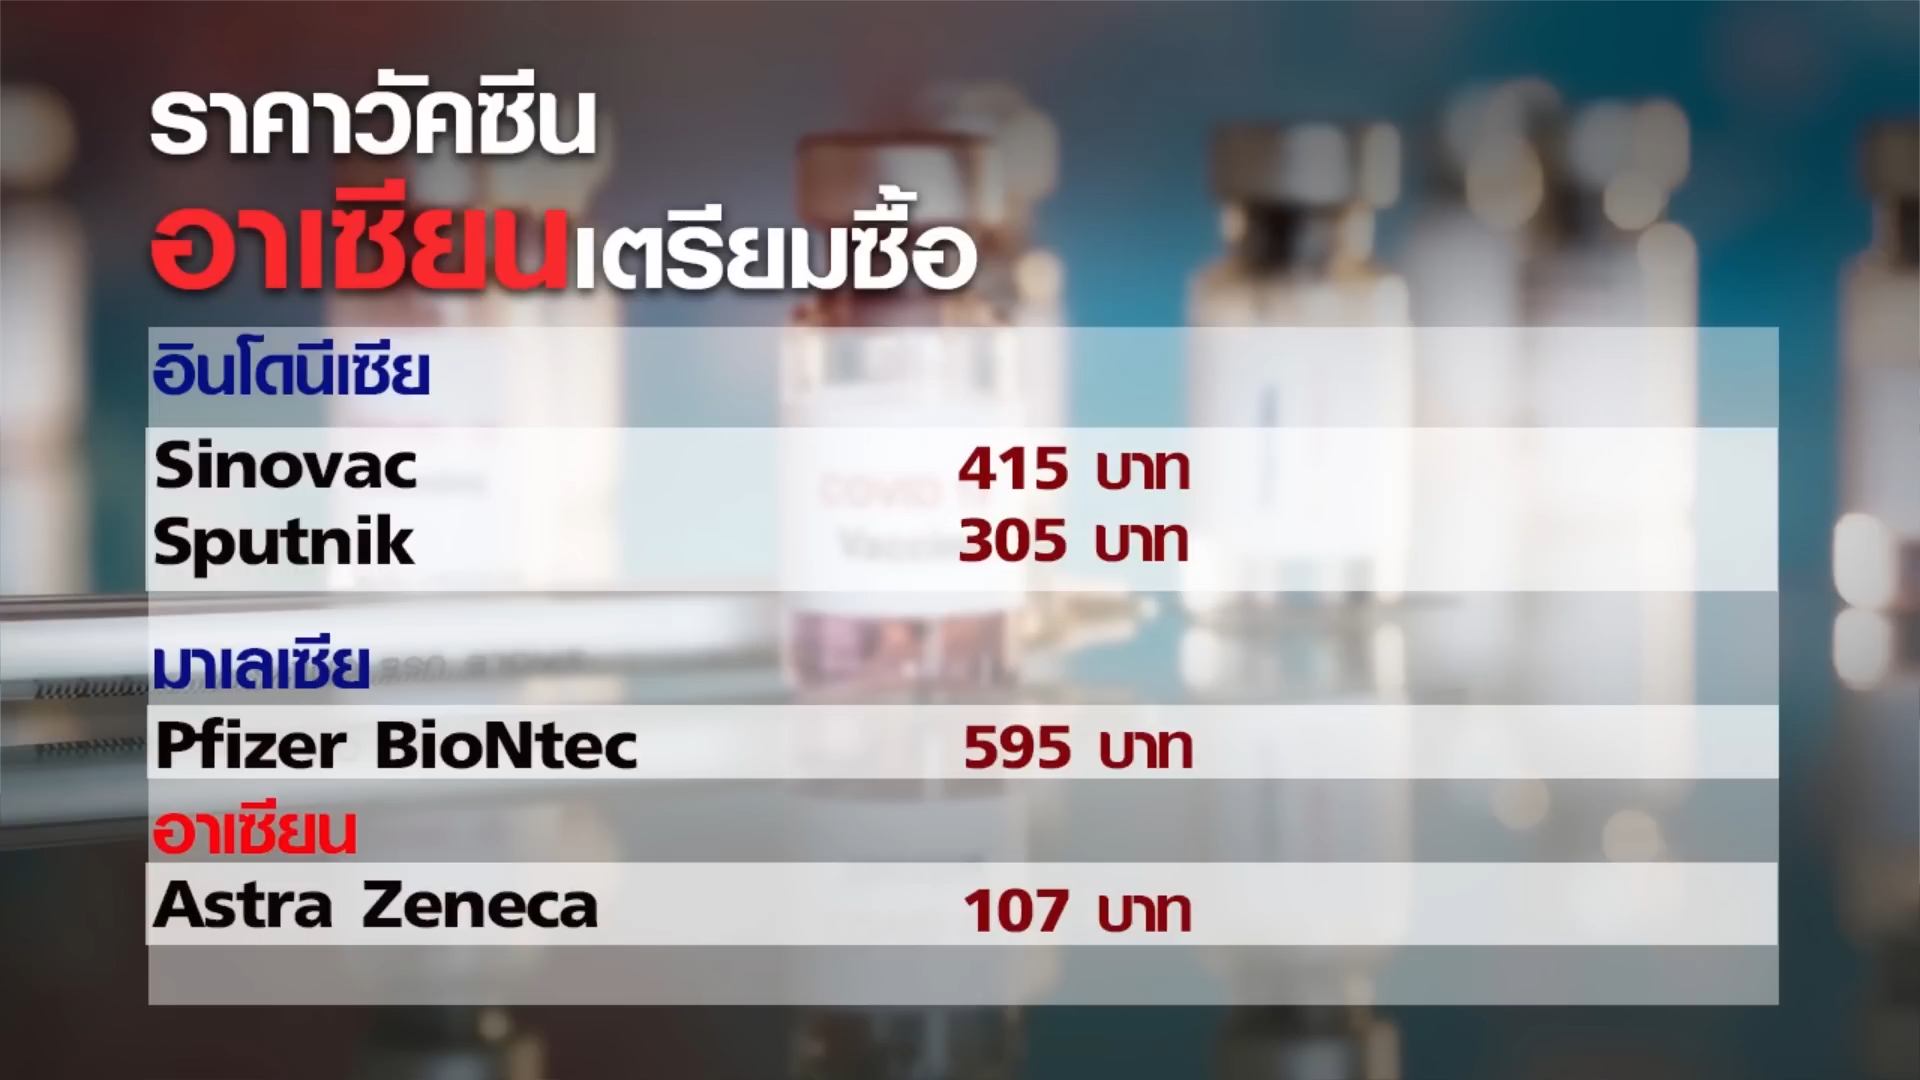 ราคาวัคซีน
อาเซียนเตรียมซื้อ
อินโดนีเซีย
Sinovac 415 บาท
Sputnik 305 บาท
มาเลเซีย
Pfizer BioNtec 595 บาท
อาเซียน
Astra Zeneca 107 บาท
COVID